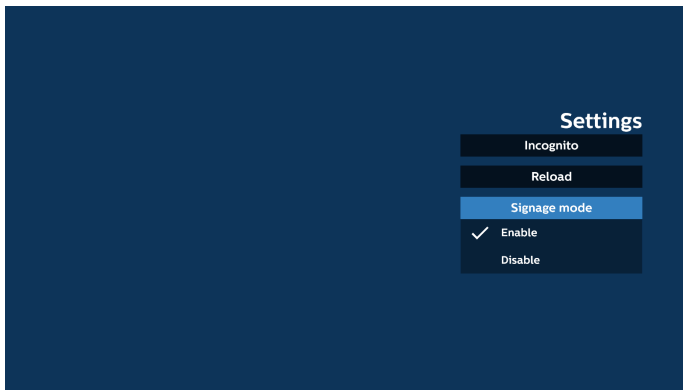 Settings
Incognito
Reload
Signage mode
Enable
Disable